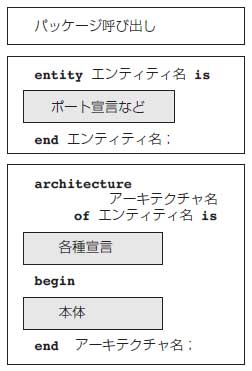 パッケージ呼び出し
entity エンティティ名 is
ポート宣言など
end エンティティ名；
architecture
アーキテクチャ名
of エンティティ名 is
各種宣言
begin
本体
end アーキテクチャ名；